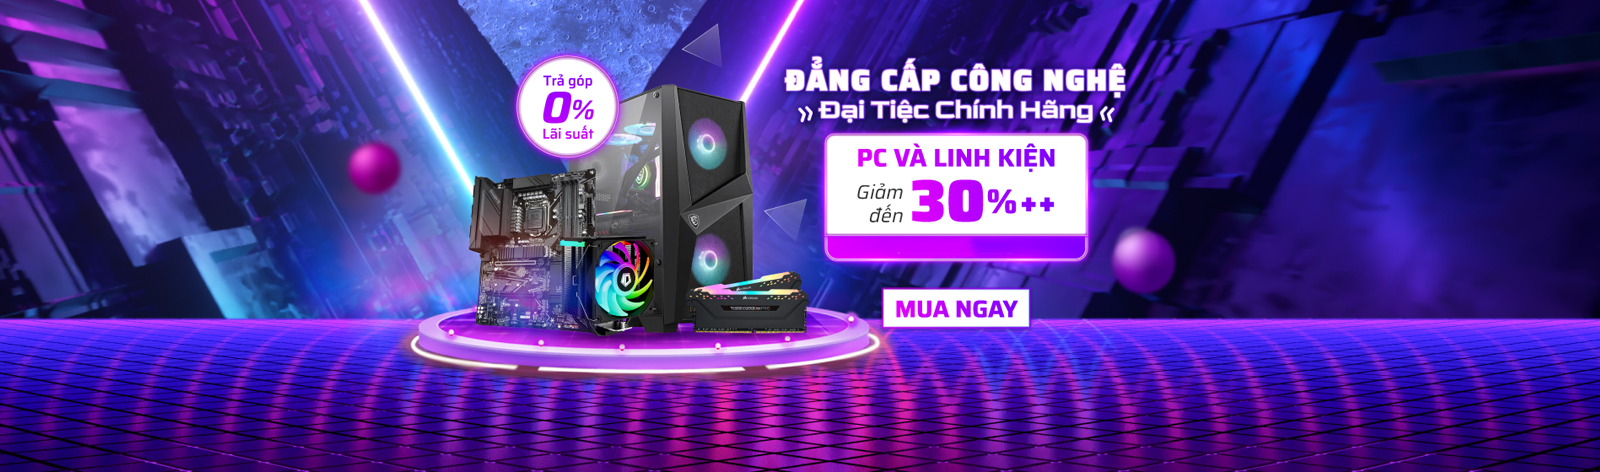 Trả góp
0%
Lãi suất
ĐẲNG CẤP CÔNG NGHỆ
» Đại Tiệc Chính Hãng «
PC VÀ LINH KIỆN
Giảm
đến
30%++
MUA NGAY